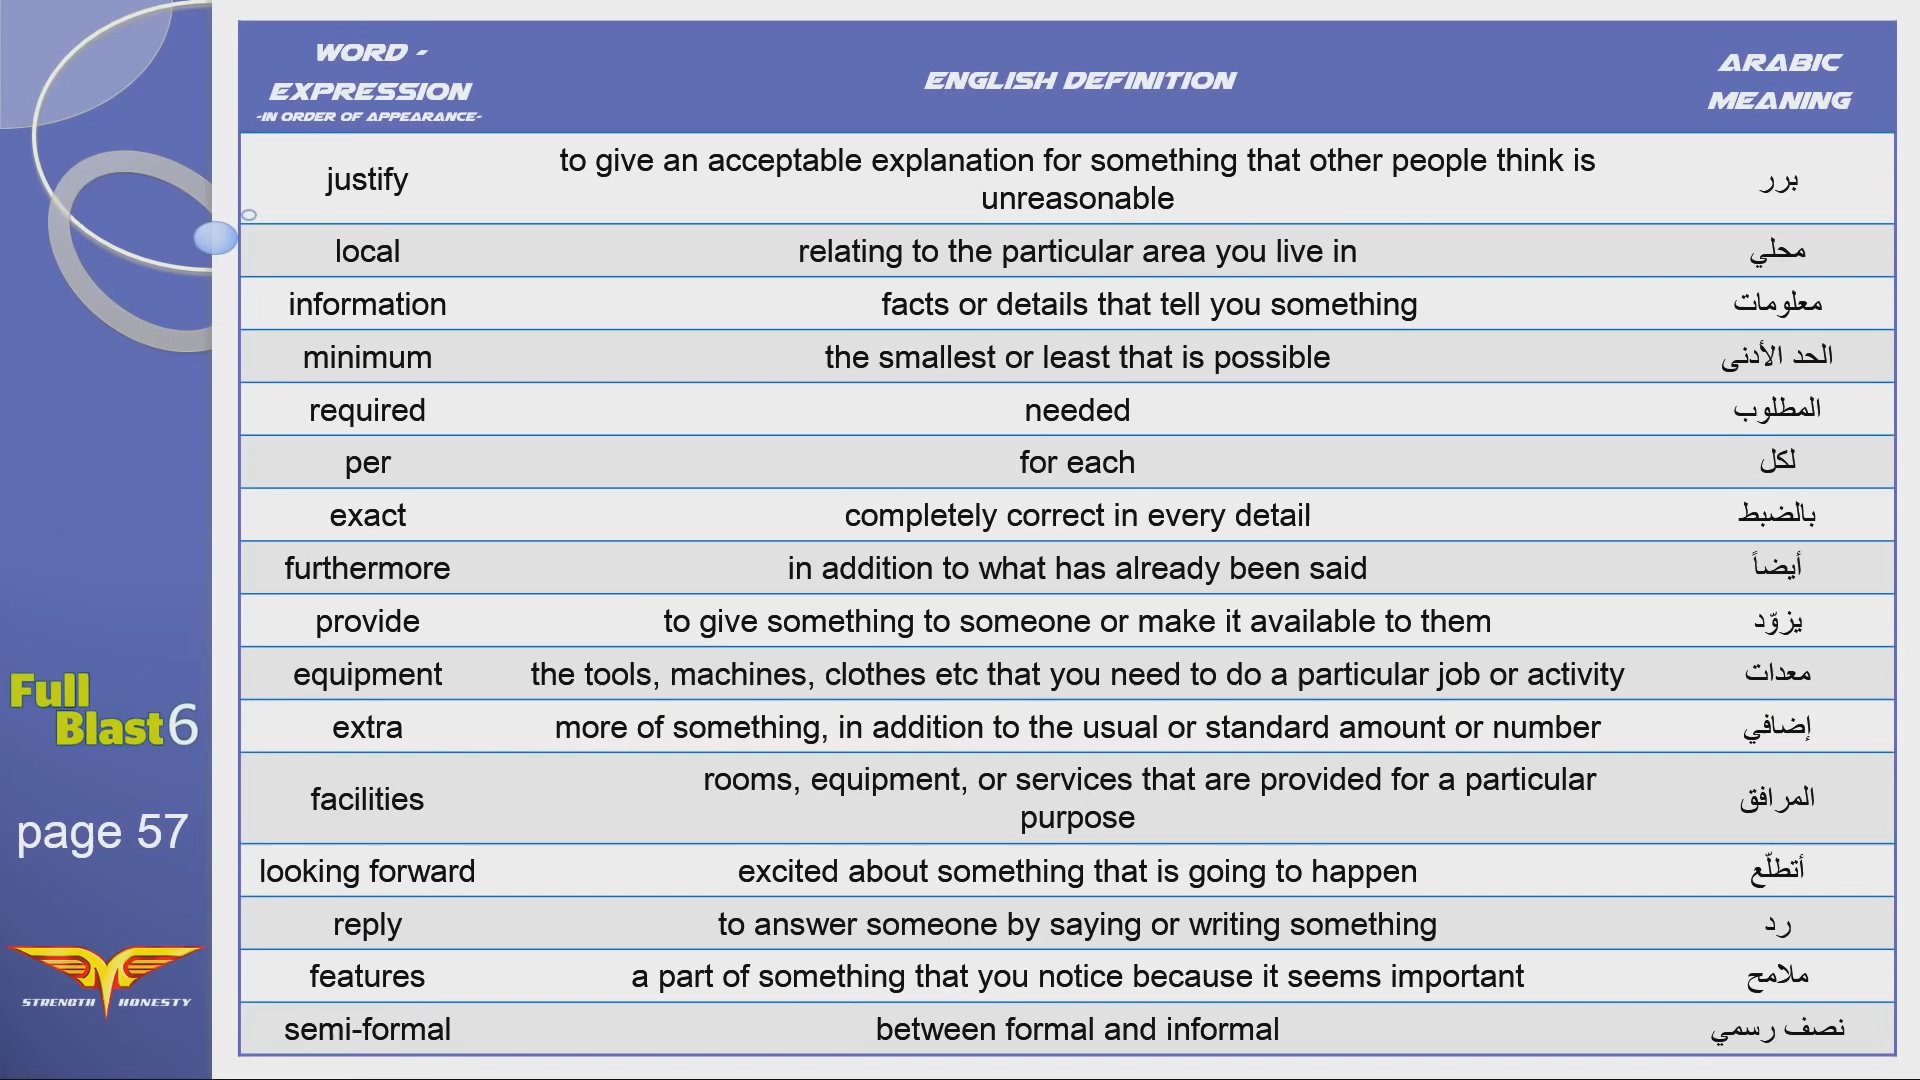 WORD -
EXPRESSION
-IN ORDER OF APPEARANCE-
ENGLISH DEFINITION
ARABIC
MEANING
justify
to give an acceptable explanation for something that other people think is
unreasonable
برر
local
relating to the particular area you live in
محلي
information
facts or details that tell you something
معلومات
minimum
the smallest or least that is possible
الحد الأدنى
required
needed
المطلوب
per
for each
لكل
exact
completely correct in every detail
بالضبط
furthermore
in addition to what has already been said
أيضاً
provide
to give something to someone or make it available to them
يزوّد
equipment
the tools, machines, clothes etc that you need to do a particular job or activity
معدات
extra
more of something, in addition to the usual or standard amount or number
إضافي
facilities
rooms, equipment, or services that are provided for a particular
purpose
المرافق
looking forward
excited about something that is going to happen
أتطلّع
reply
to answer someone by saying or writing something
رد
features
a part of something that you notice because it seems important
ملامح
semi-formal
between formal and informal
نصف رسمي
Full
Blast 6
page 57
STRENGTH HONESTY